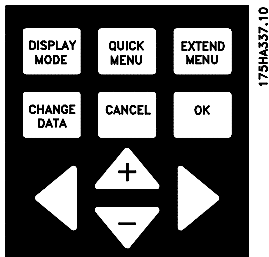 DISPLAY
MODE
QUICK
MENU
EXTEND
MENU
CHANGE
DATA
CANCEL
OK
+
−
175HA337.10